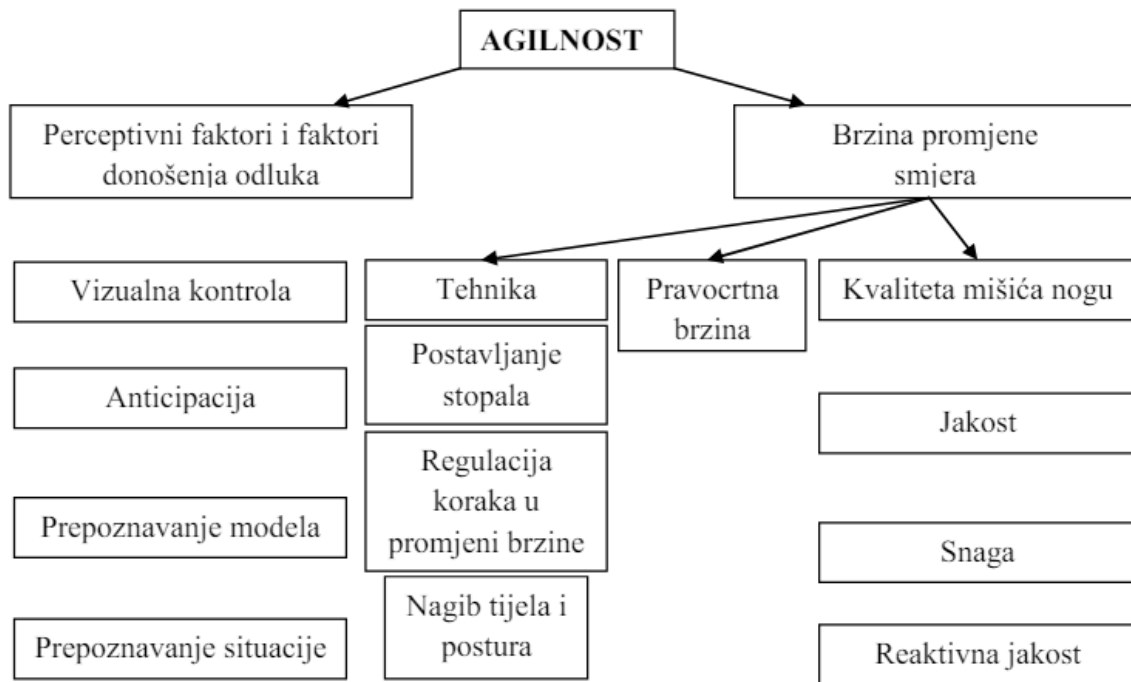 AGILNOST
Perceptivni faktori i faktori
donošenja odluka
Brzina promjene
smjera
Vizualna kontrola
Anticipacija
Prepoznavanje modela
Prepoznavanje situacije
Tehnika
Postavljanje
stopala
Regulacija
koraka u
promjeni brzine
Nagib tijela i
postura
Pravocrtna
brzina
Kvaliteta mišića nogu
Jakost
Snaga
Reaktivna jakost